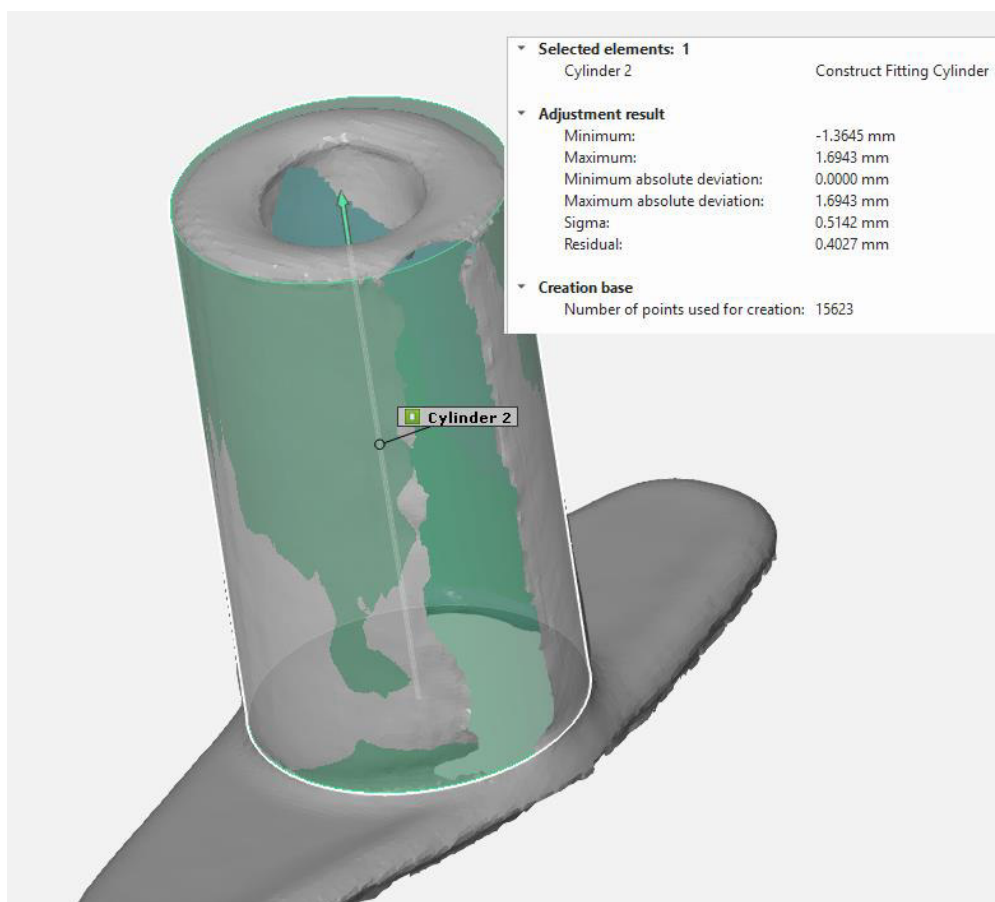 Selected elements: 1
Cylinder 2 Construct Fitting Cylinder
Adjustment result
Minimum: -1.3645 mm
Maximum: 1.6943 mm
Minimum absolute deviation: 0.0000 mm
Maximum absolute deviation: 1.6943 mm
Sigma: 0.5142 mm
Residual: 0.4027 mm
Creation base
Number of points used for creation: 15623
Cylinder 2